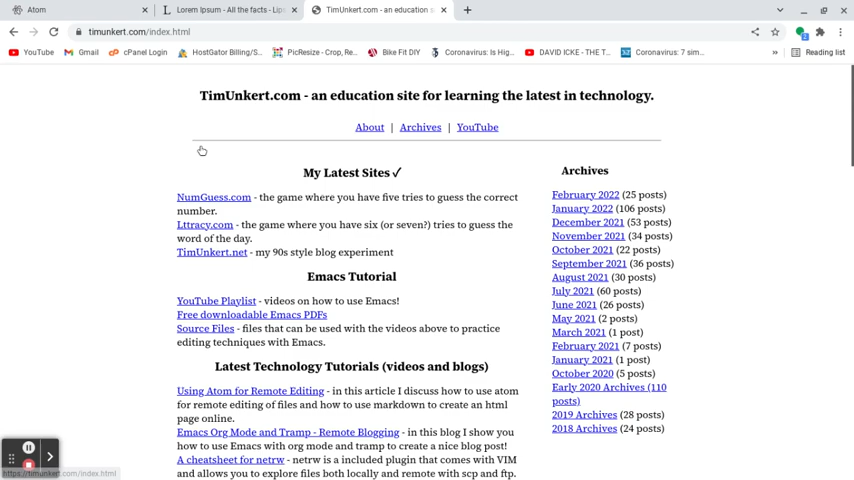 Atom
Lorem Ipsum - All the facts - Lips
TimUnkert.com - an education s
timunkert.com/index.html
YouTube
Gmail
cPanel Login
HostGator Billing/S...
PicResize - Crop, Re...
Bike Fit DIY
Coronavirus: Is Hig...
DAVID ICKE - THE T...
Coronavirus: 7 sim...
»
Reading list
TimUnkert.com - an education site for learning the latest in technology.
About | Archives | YouTube
My Latest Sites ✓
NumGuess.com - the game where you have five tries to guess the correct
number.
Lttracy.com - the game where you have six (or seven?) tries to guess the
word of the day.
TimUnkert.net - my 90s style blog experiment
Emacs Tutorial
YouTube Playlist - videos on how to use Emacs!
Free downloadable Emacs PDFs
Source Files - files that can be used with the videos above to practice
editing techniques with Emacs.
Latest Technology Tutorials (videos and blogs)
Using Atom for Remote Editing - in this article I discuss how to use atom
for remote editing of files and how to use markdown to create an html
page online.
Emacs Org Mode and Tramp - Remote Blogging - in this blog I show you
how to use Emacs with org mode and tramp to create a nice blog post!
A cheatsheet for netrw - netrw is a included plugin that comes with VIM
and allows you to explore files both locally and remote with scp and ftp.
Archives
February 2022 (25 posts)
January 2022 (106 posts)
December 2021 (53 posts)
November 2021 (34 posts)
October 2021 (22 posts)
September 2021 (36 posts)
August 2021 (30 posts)
July 2021 (60 posts)
June 2021 (26 posts)
May 2021 (2 posts)
March 2021 (1 post)
February 2021 (7 posts)
January 2021 (1 post)
October 2020 (5 posts)
Early 2020 Archives (110
posts)
2019 Archives (28 posts)
2018 Archives (24 posts)
https://timunkert.com/index.html